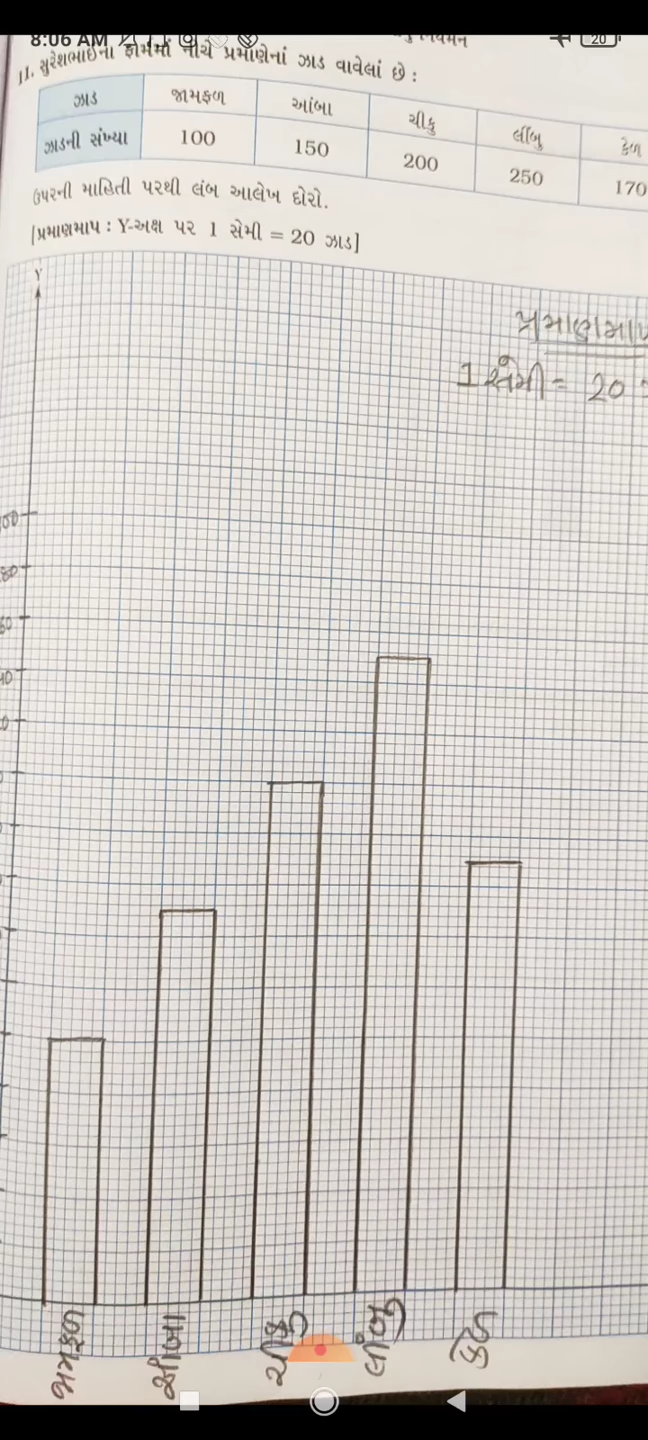 8:06 AM
20
11. સુરેશભાઈના ફાર્મમાં નીચે પ્રમાણેનાં ઝાડ વાવેલાં છે :
ઝાડ જામફળ આંબા ચીકુ લીંબુ કેળ
ઝાડની સંખ્યા 100 150 200 250 170
ઉપરની માહિતી પરથી લંબ આલેખ દોરો.
[પ્રમાણમાપ : Y-અક્ષ પર 1 સેમી = 20 ઝાડ]
Y
પ્રમાણમાપ
1 સેમી = 20
જામફળ આંબા ચીકુ લીંબુ કેળ